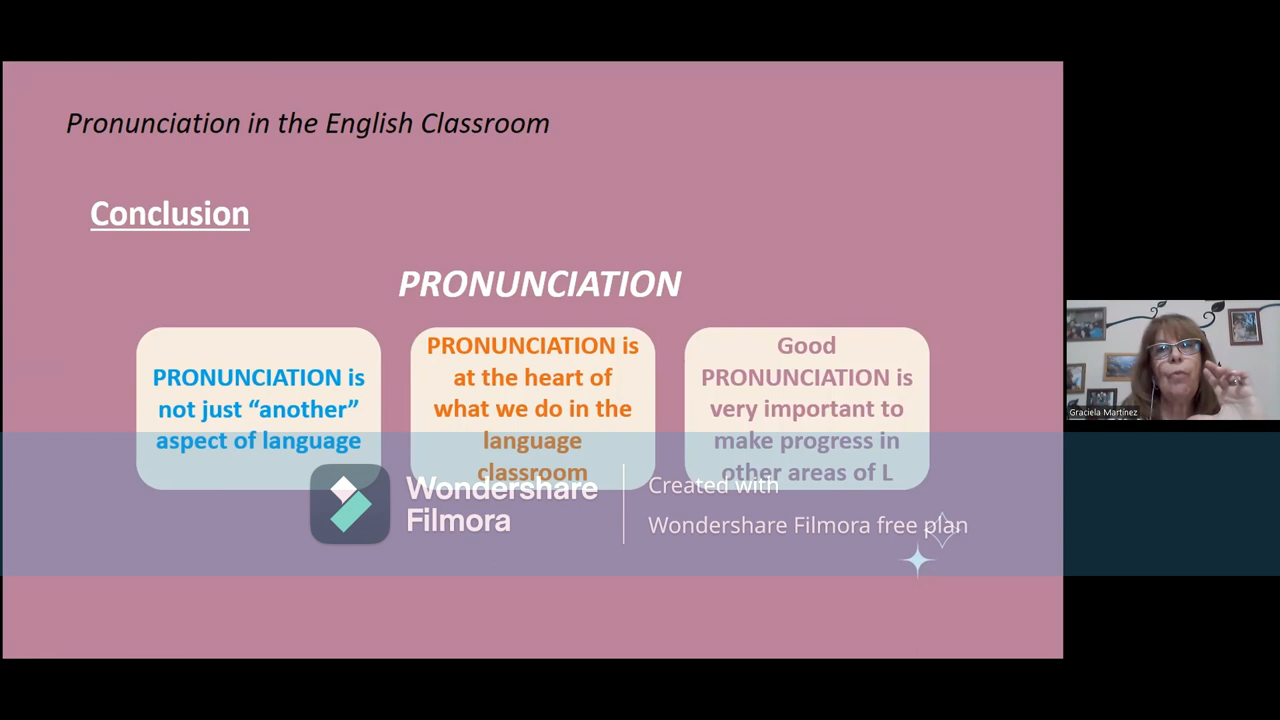 Pronunciation in the English Classroom
Conclusion
PRONUNCIATION
PRONUNCIATION is
not just “another”
aspect of language
PRONUNCIATION is
at the heart of
what we do in the
language
classroom
Good
PRONUNCIATION is
very important to
make progress in
other areas of L
Graciela Martínez
Wondershare
Filmora
Created with
Wondershare Filmora free plan